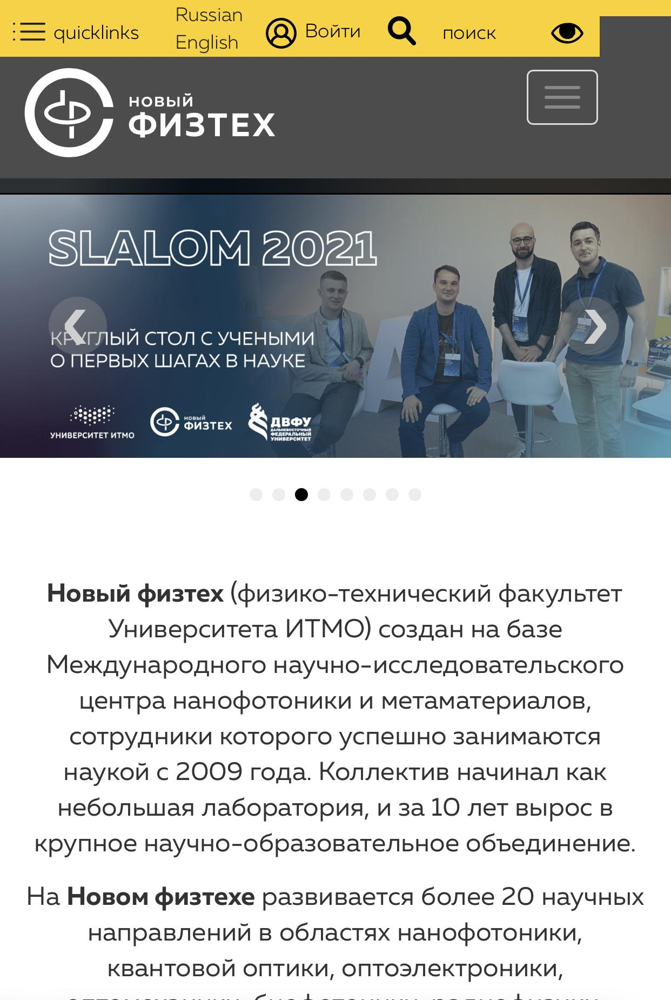 quicklinks
Russian
English
Войти
поиск
НОВЫЙ
ФИЗТЕХ
SLALOM 2021
КРУГЛЫЙ СТОЛ С УЧЕНЫМИ
О ПЕРВЫХ ШАГАХ В НАУКЕ
УНИВЕРСИТЕТ ИТМО
НОВЫЙ
ФИЗТЕХ
ДВФУ
ДАЛЬНЕВОСТОЧНЫЙ
ФЕДЕРАЛЬНЫЙ
УНИВЕРСИТЕТ
Новый физтех (физико-технический факультет
Университета ИТМО) создан на базе
Международного научно-исследовательского
центра нанофотоники и метаматериалов,
сотрудники которого успешно занимаются
наукой с 2009 года. Коллектив начинал как
небольшая лаборатория, и за 10 лет вырос в
крупное научно-образовательное объединение.
На Новом физтехе развивается более 20 научных
направлений в областях нанофотоники,
квантовой оптики, оптоэлектроники,